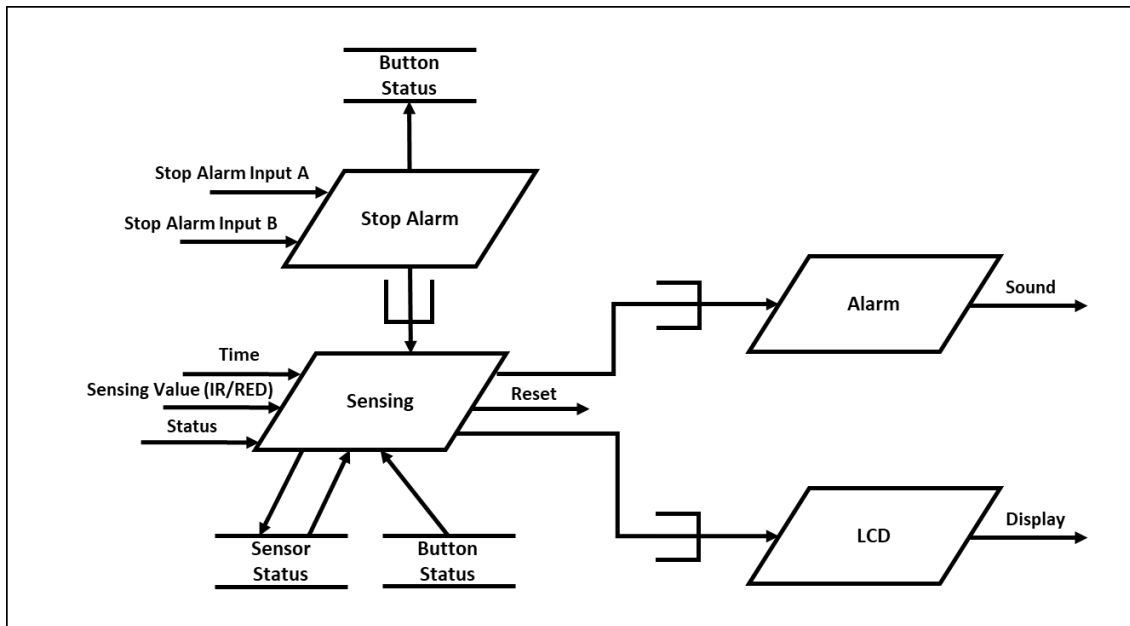 Button
Status
Stop Alarm Input A
Stop Alarm Input B
Stop Alarm
Sound
Alarm
Time
Sensing Value (IR/RED)
Status
Sensing
Reset
Display
LCD
Sensor
Status
Button
Status